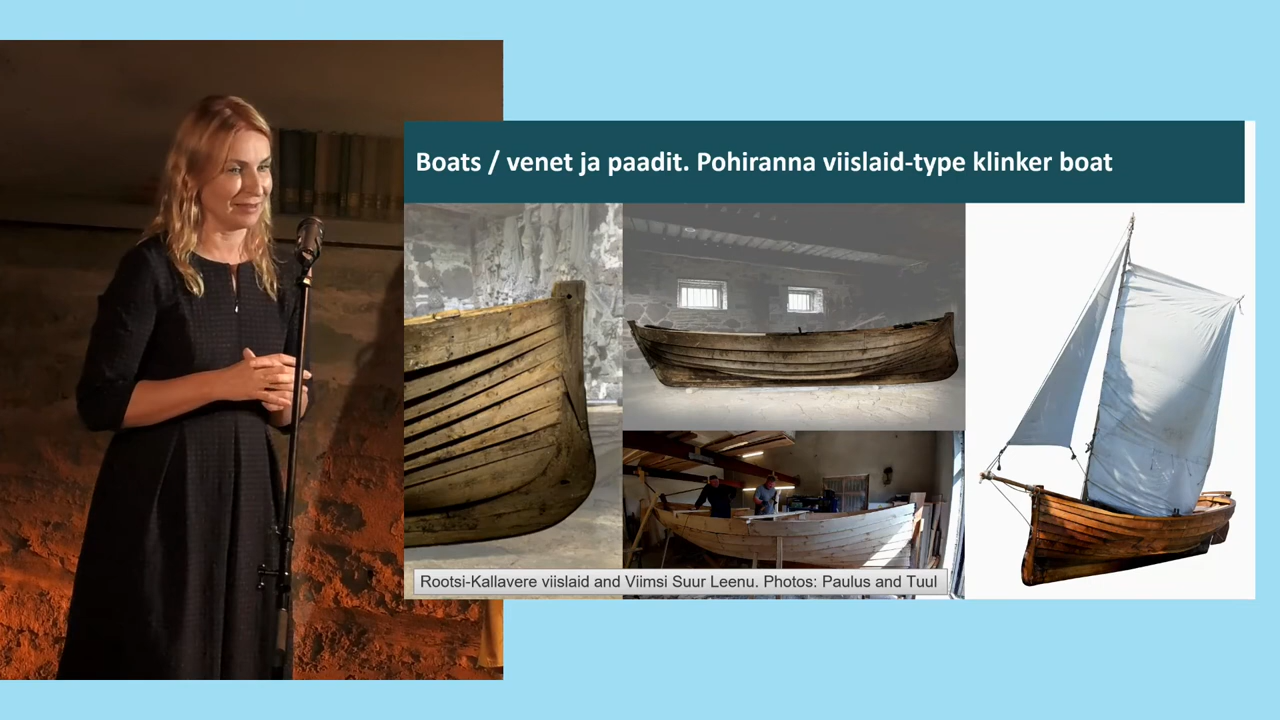 Boats / venet ja paadit. Pohiranna viislaid-type klinker boat
Rootsi-Kallavere viislaid and Viimsi Suur Leenu. Photos: Paulus and Tuul